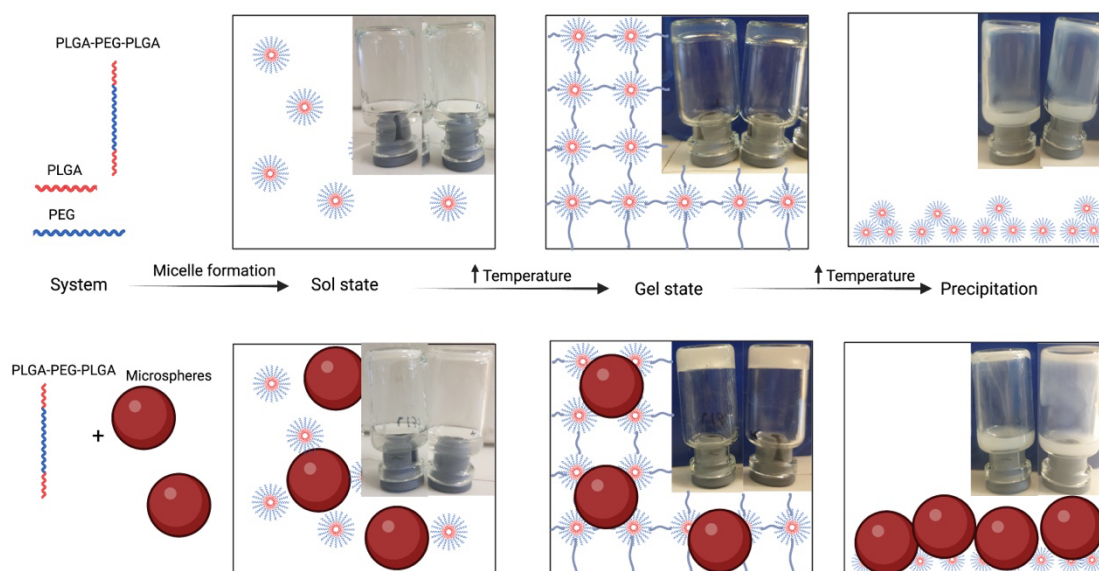 PLGA-PEG-PLGA
PLGA
PEG
System
Micelle formation
Sol state
Temperature
Gel state
Temperature
Precipitation
PLGA-PEG-PLGA
Microspheres
+